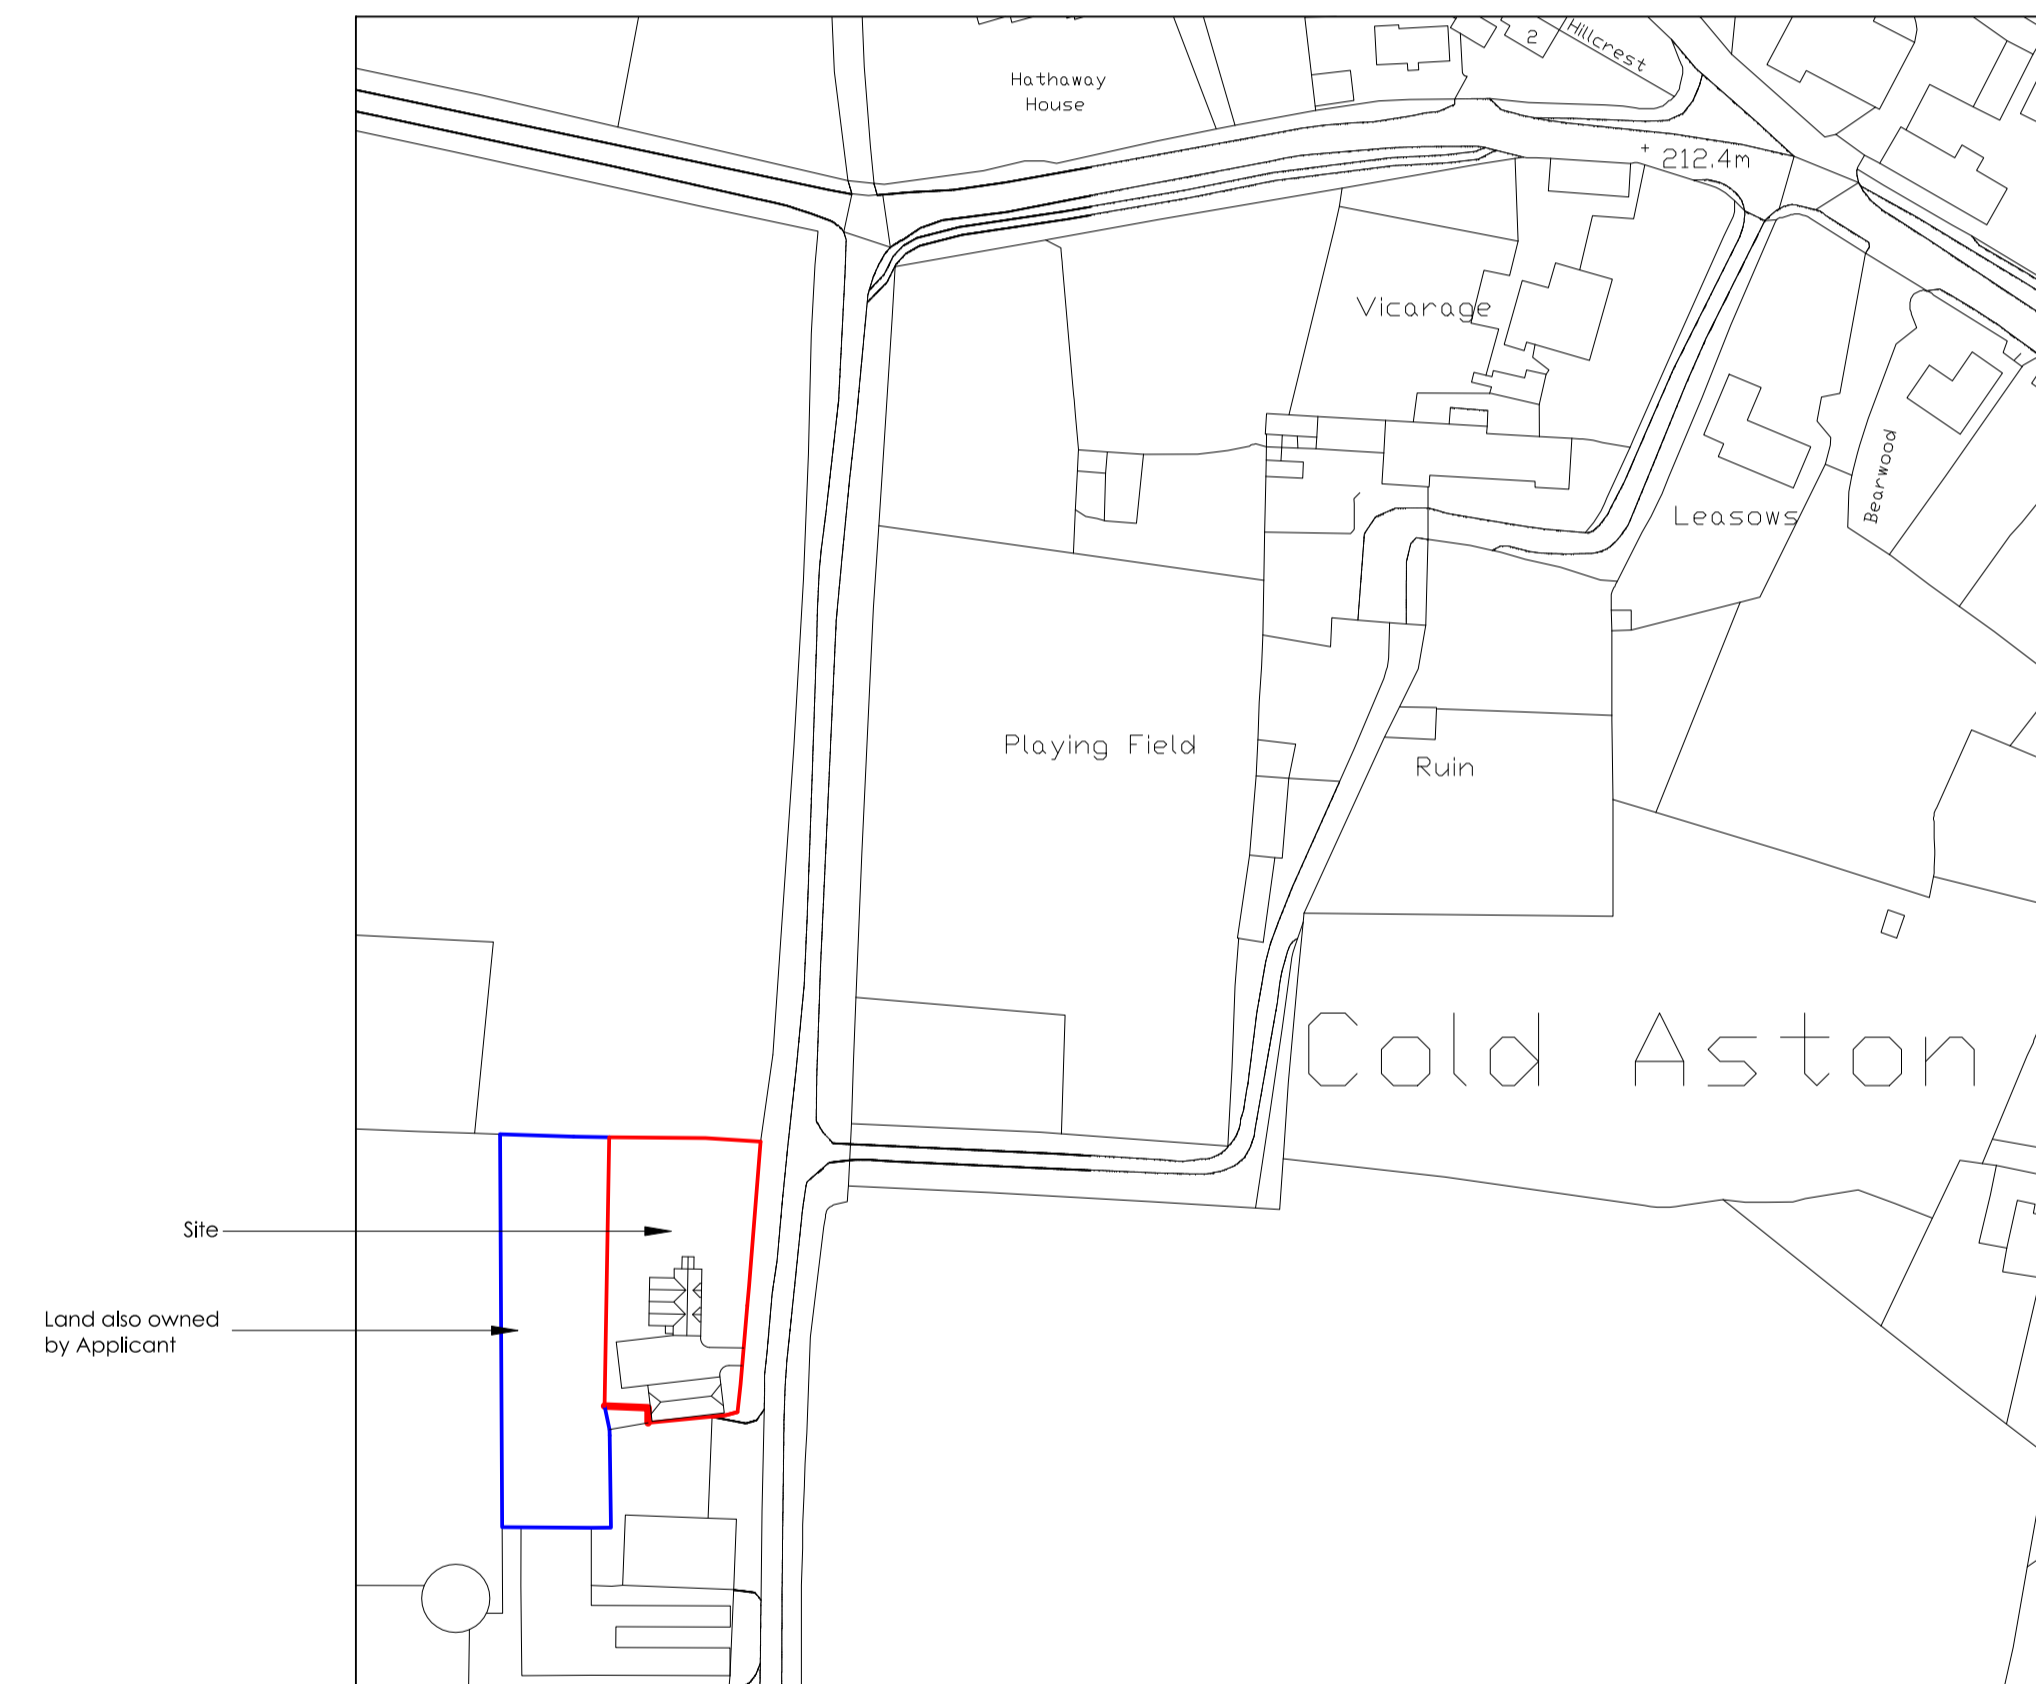 Hillcrest
2
Hathaway
House
+ 212.4m
Vicarage
Bearwood
Leasows
Playing Field
Ruin
Cold Aston
Site
Land also owned
by Applicant